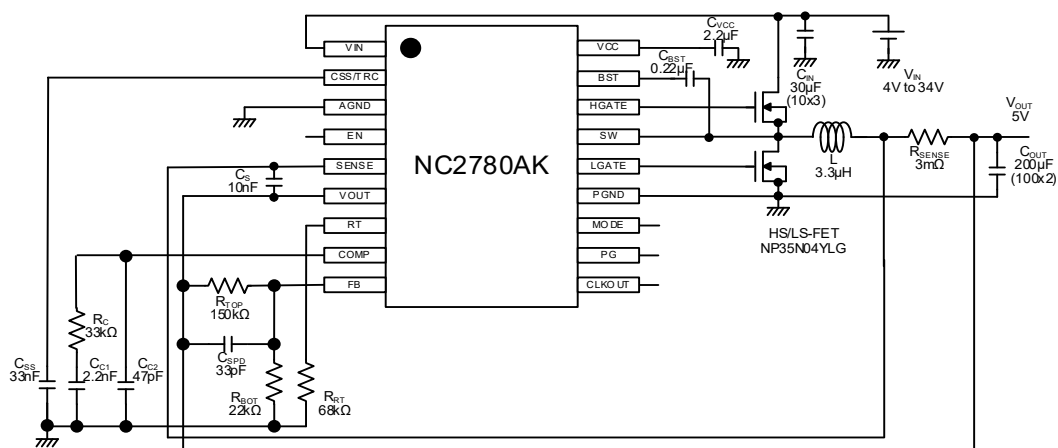 VIN
CSS/TRC
AGND
EN
SENSE
VOUT
RT
COMP
FB
NC2780AK
VCC
BST
HGATE
SW
LGATE
PGND
MODE
PG
CLKOUT
CVCC
2.2µF
CBST
0.22µF
CIN
30µF
(10x3)
VIN
4V to 34V
VOUT
5V
L
3.3µH
RSENSE
3mΩ
COUT
200µF
(100x2)
HS/LS-FET
NP35N04YLG
CS
10nF
RTOP
150kΩ
RC
33kΩ
CSPD
33pF
CSS
33nF
CC1
2.2nF
CC2
47pF
RBOT
22kΩ
RRT
68kΩ